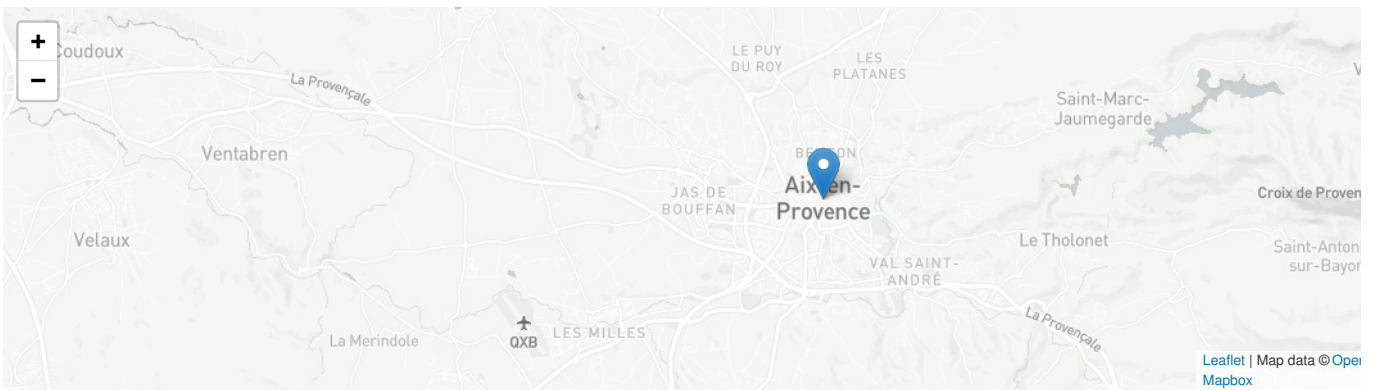 +
−
Coudoux
La Provençale
LE PUY
DU ROY
LES
PLATANES
Saint-Marc-
Jaumegarde
Ventabren
JAS DE
BOUFFAN
Aix-en-
Provence
Croix de Proven
Velaux
Le Tholonet
Saint-Anton
sur-Bayon
VAL SAINT-
ANDRÉ
QXB
LES MILLES
La Merindole
La Provençale
Leaflet | Map data © Open
Mapbox